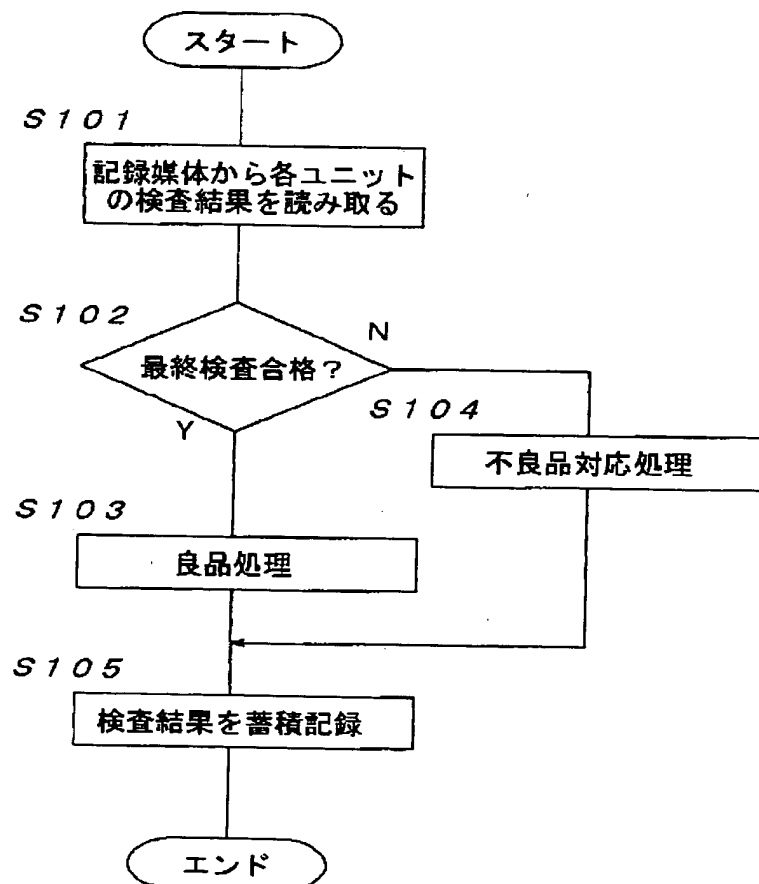 スタート
S101
記録媒体から各ユニット
の検査結果を読み取る
S102
最終検査合格?
N
Y
S104
不良品対応処理
S103
良品処理
S105
検査結果を蓄積記録
エンド